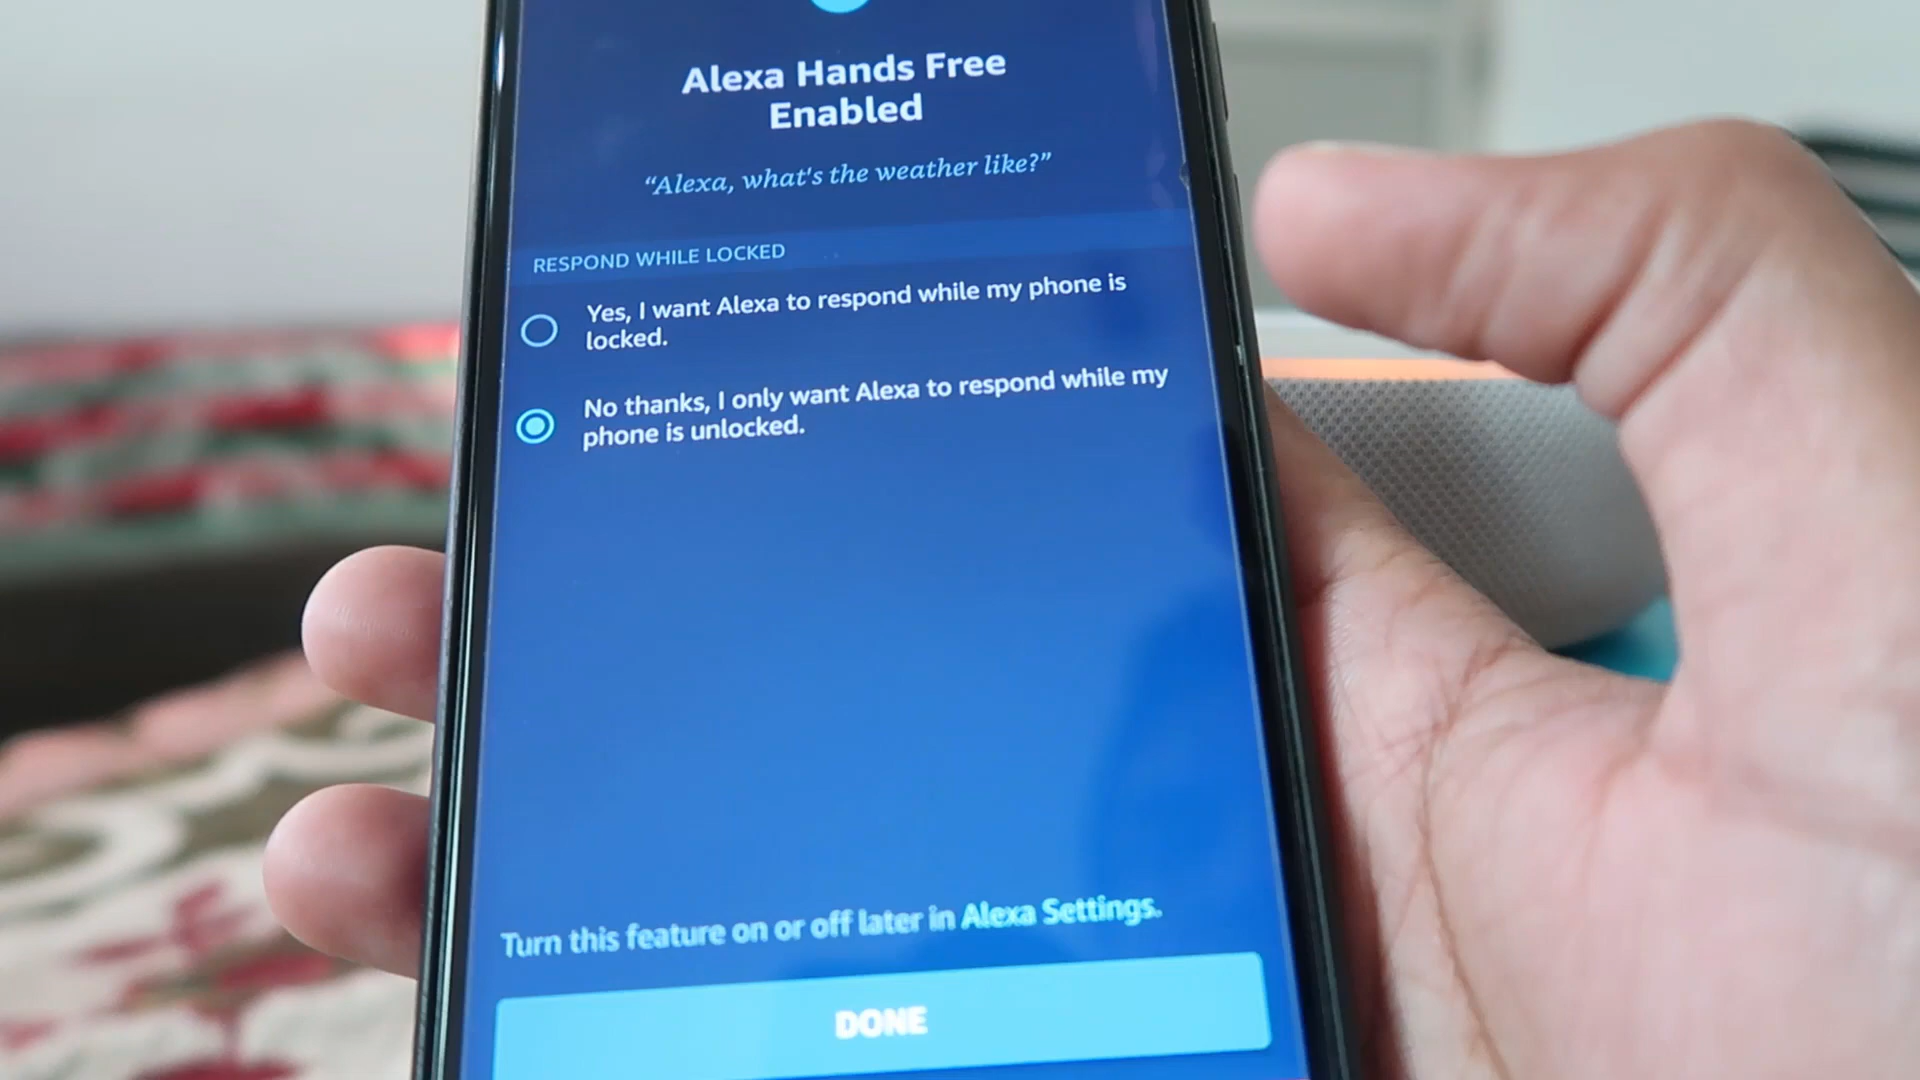 Alexa Hands Free
Enabled
“Alexa, what's the weather like?”
RESPOND WHILE LOCKED
Yes, I want Alexa to respond while my phone is
locked.
No thanks, I only want Alexa to respond while my
phone is unlocked.
Turn this feature on or off later in Alexa Settings.
DONE